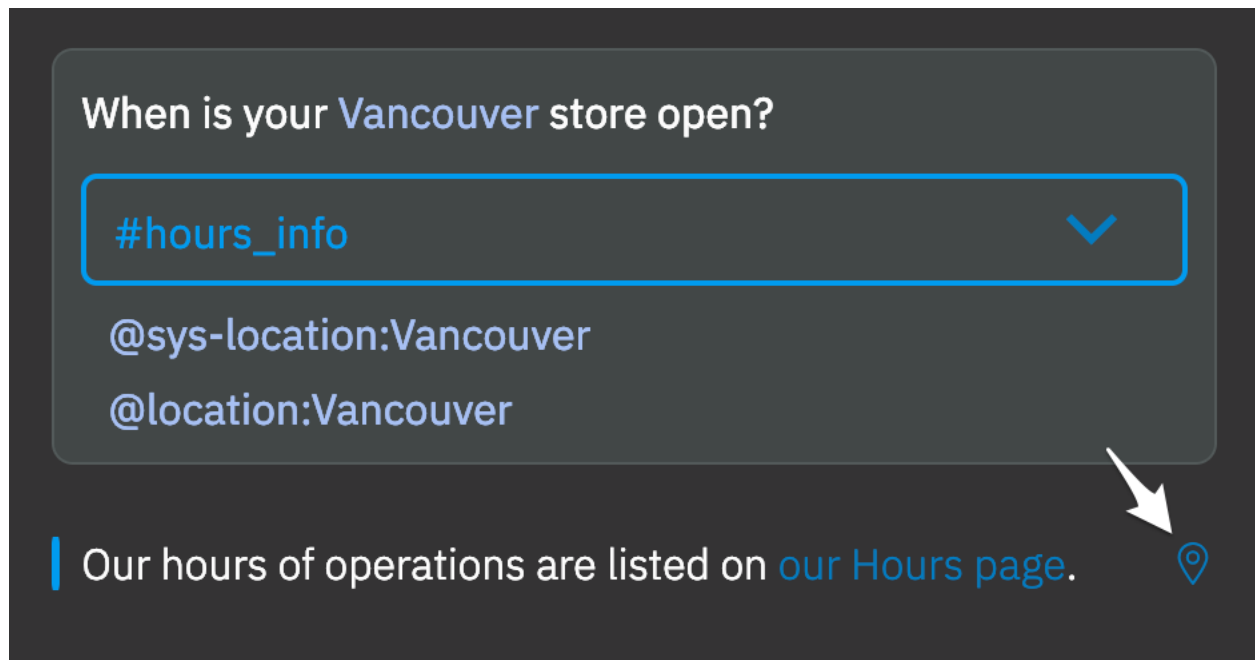 When is your Vancouver store open?
#hours_info
@sys-location:Vancouver
@location:Vancouver
Our hours of operations are listed on our Hours page.